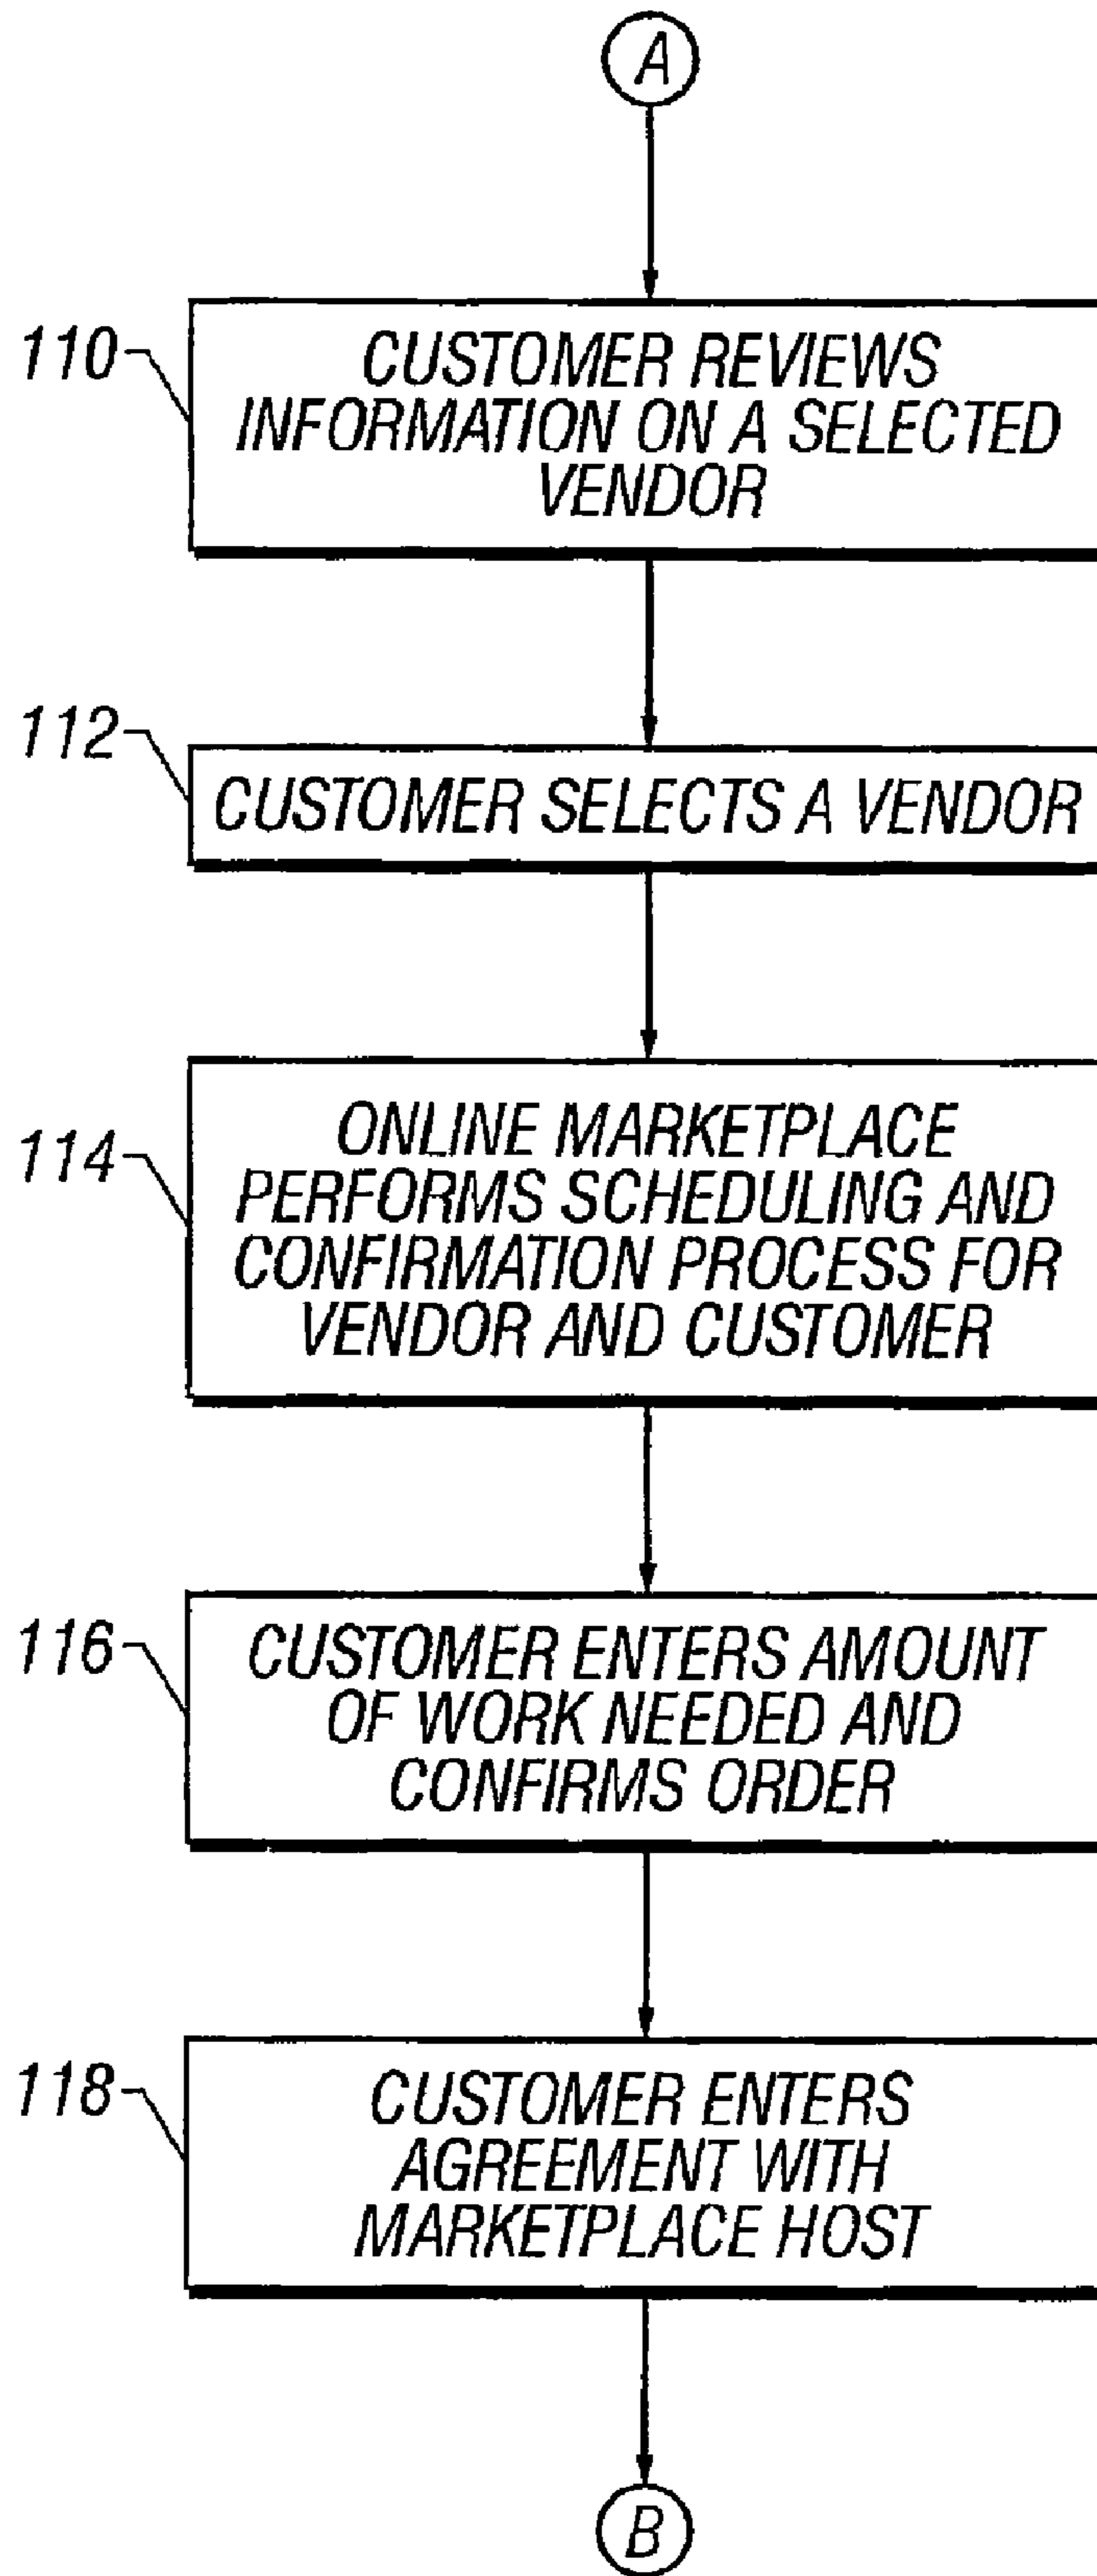 A
110
CUSTOMER REVIEWS
INFORMATION ON A SELECTED
VENDOR
112
CUSTOMER SELECTS A VENDOR
114
ONLINE MARKETPLACE
PERFORMS SCHEDULING AND
CONFIRMATION PROCESS FOR
VENDOR AND CUSTOMER
116
CUSTOMER ENTERS AMOUNT
OF WORK NEEDED AND
CONFIRMS ORDER
118
CUSTOMER ENTERS
AGREEMENT WITH
MARKETPLACE HOST
B